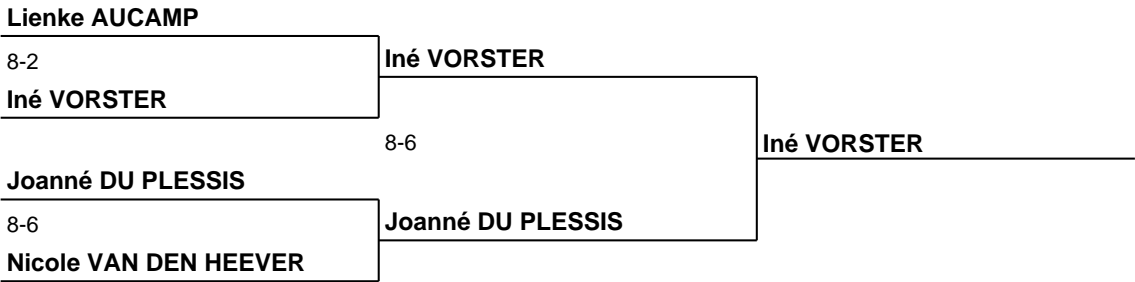 Lienke AUCAMP
8-2
Iné VORSTER
Iné VORSTER
8-6
Iné VORSTER
Joanné DU PLESSIS
8-6
Joanné DU PLESSIS
Nicole VAN DEN HEEVER